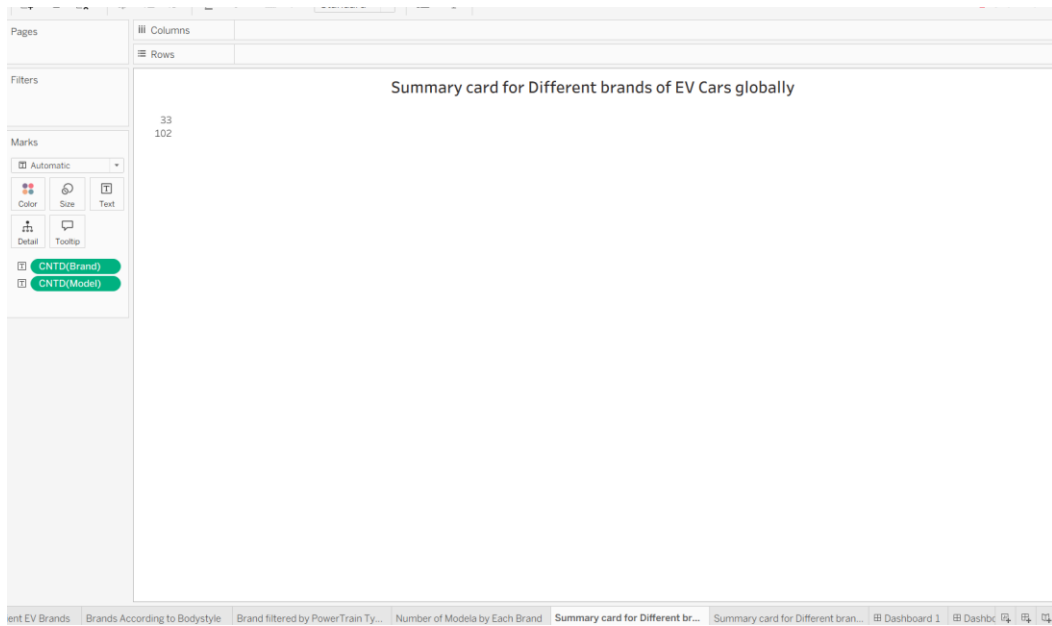 Pages
Columns
Rows
Filters
Summary card for Different brands of EV Cars globally
33
102
Marks
Automatic
Color Size Text
Detail Tooltip
CNTD(Brand)
CNTD(Model)
ent EV Brands Brands According to Bodystyle Brand filtered by PowerTrain Ty... Number of Modela by Each Brand Summary card for Different br... Summary card for Different bran... Dashboard 1 Dashbo